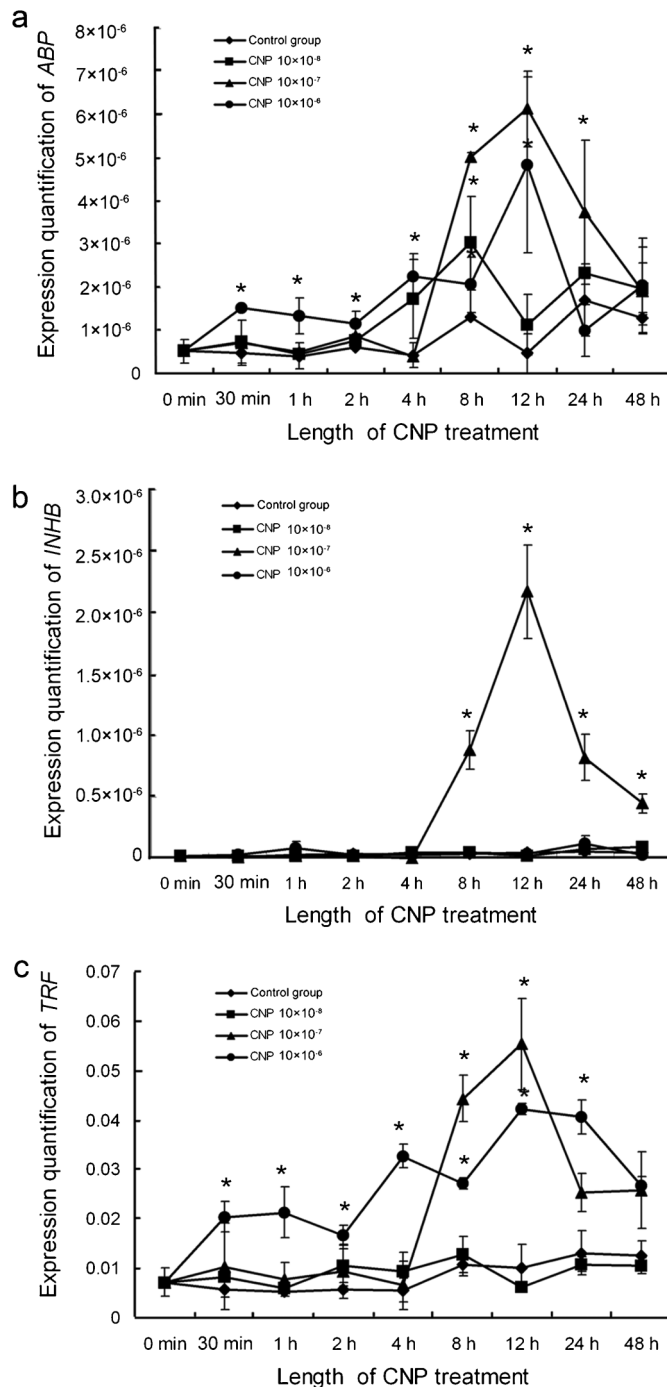 a
Expression quantification of ABP
8×10⁻⁶
7×10⁻⁶
6×10⁻⁶
5×10⁻⁶
4×10⁻⁶
3×10⁻⁶
2×10⁻⁶
1×10⁻⁶
0
Control group
CNP 10×10⁻⁸
CNP 10×10⁻⁷
CNP 10×10⁻⁶
* * * * * * * * *
0 min 30 min 1 h 2 h 4 h 8 h 12 h 24 h 48 h
Length of CNP treatment
b
Expression quantification of INHB
3.0×10⁻⁶
2.5×10⁻⁶
2.0×10⁻⁶
1.5×10⁻⁶
1.0×10⁻⁶
0.5×10⁻⁶
0
Control group
CNP 10×10⁻⁸
CNP 10×10⁻⁷
CNP 10×10⁻⁶
* * * *
0 min 30 min 1 h 2 h 4 h 8 h 12 h 24 h 48 h
Length of CNP treatment
c
Expression quantification of TRF
0.07
0.06
0.05
0.04
0.03
0.02
0.01
0
Control group
CNP 10×10⁻⁸
CNP 10×10⁻⁷
CNP 10×10⁻⁶
* * * * * * * * *
0 min 30 min 1 h 2 h 4 h 8 h 12 h 24 h 48 h
Length of CNP treatment